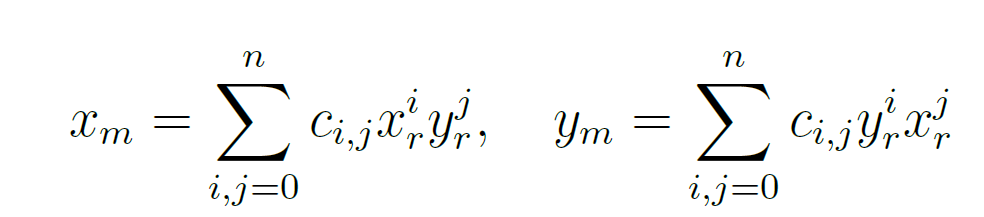 $x_m = \sum_{i,j=0}^{n} c_{i,j} x_r^i y_r^j, \quad y_m = \sum_{i,j=0}^{n} c_{i,j} y_r^i x_r^j$